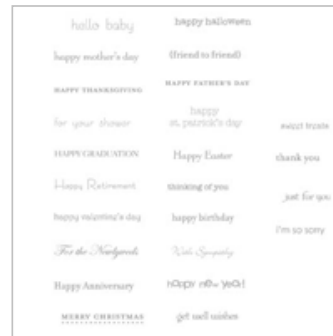 hello baby
happy mother's day
HAPPY THANKSGIVING
for your shower
HAPPY GRADUATION
Happy Retirement
happy valentine's day
For the Newlyweds
Happy Anniversary
MERRY CHRISTMAS
happy halloween
{friend to friend}
HAPPY FATHER'S DAY
happy
st. patrick's day
Happy Easter
thinking of you
happy birthday
With Sympathy
happy new year!
get well wishes
sweet treats
thank you
just for you
i'm so sorry